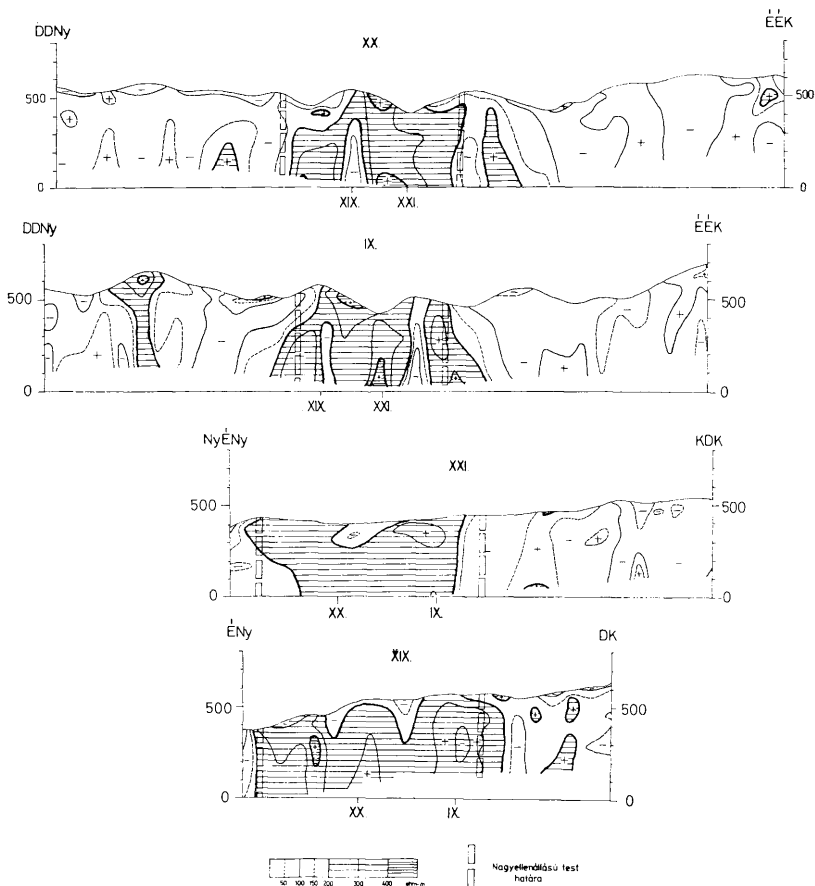 DDNy XX. ÉÉK
500 500
0 0
XIX. XXI.
DDNy IX. ÉÉK
500 500
0 0
XIX. XXI.
NyÉNy XXI. KDK
500 500
0 0
XX. IX.
ÉNy XIX. DK
500 500
0 0
XX. IX.
50 100 150 200 300 400 ohm-m
Nagyellenállású test
határa